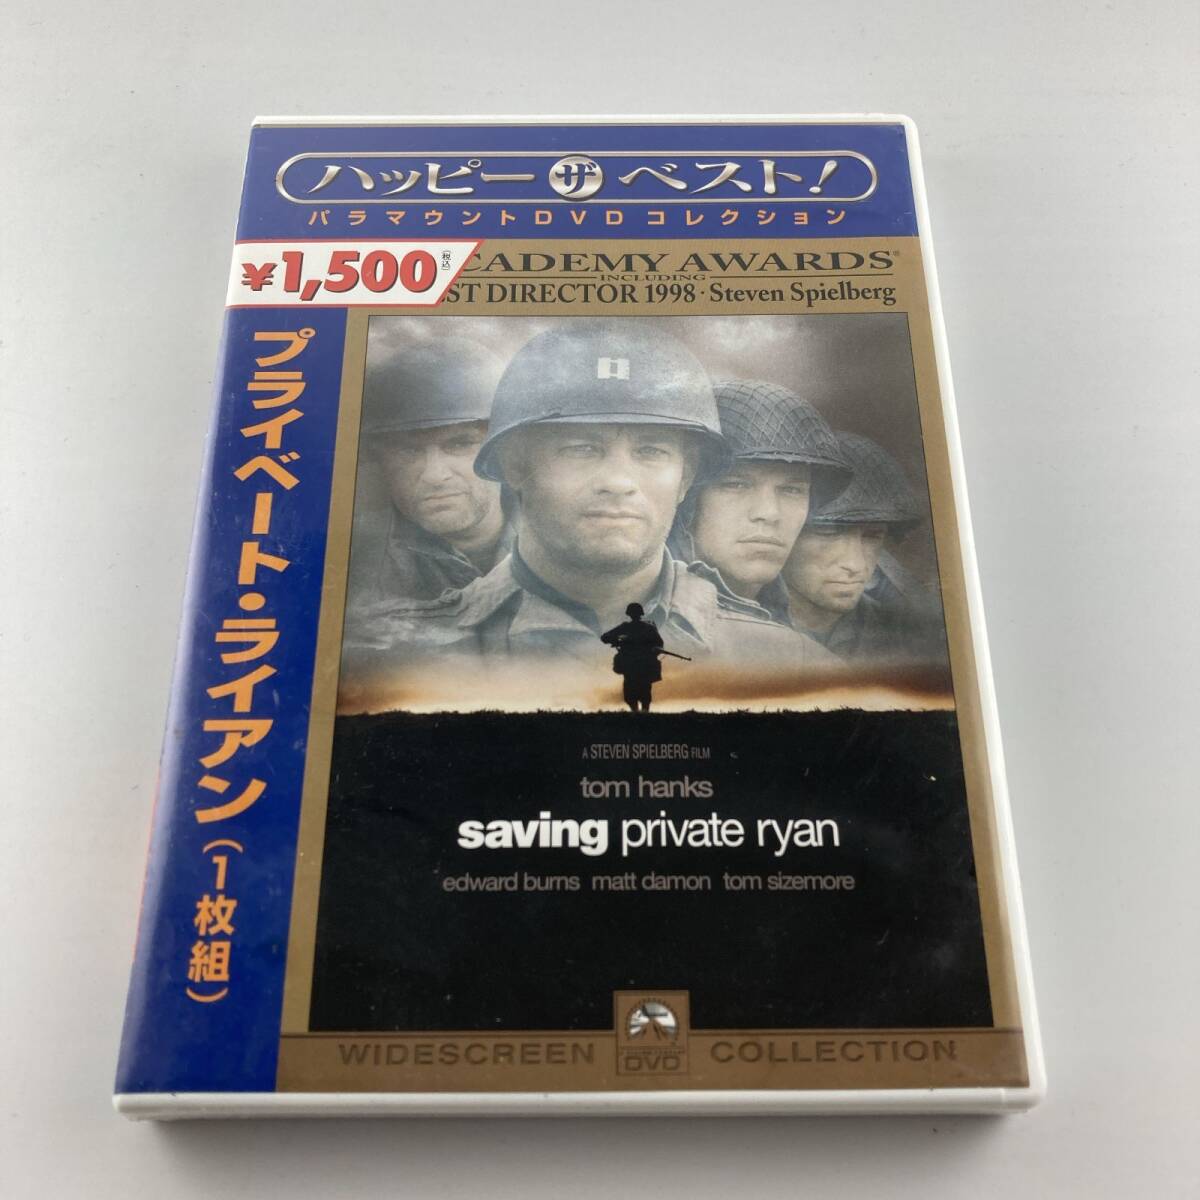 ハッピー ザ ベスト!
パラマウントDVDコレクション
¥1,500 (税込)
ACADEMY AWARDS®
INCLUDING
BEST DIRECTOR 1998・Steven Spielberg
プライベート・ライアン(1枚組)
A STEVEN SPIELBERG FILM
tom hanks
saving private ryan
edward burns matt damon tom sizemore
WIDESCREEN DVD COLLECTION